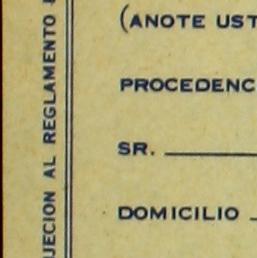 (ANOTE UST
PROCEDENC
SR.
DOMICILIO
UECION AL REGLAMENTO